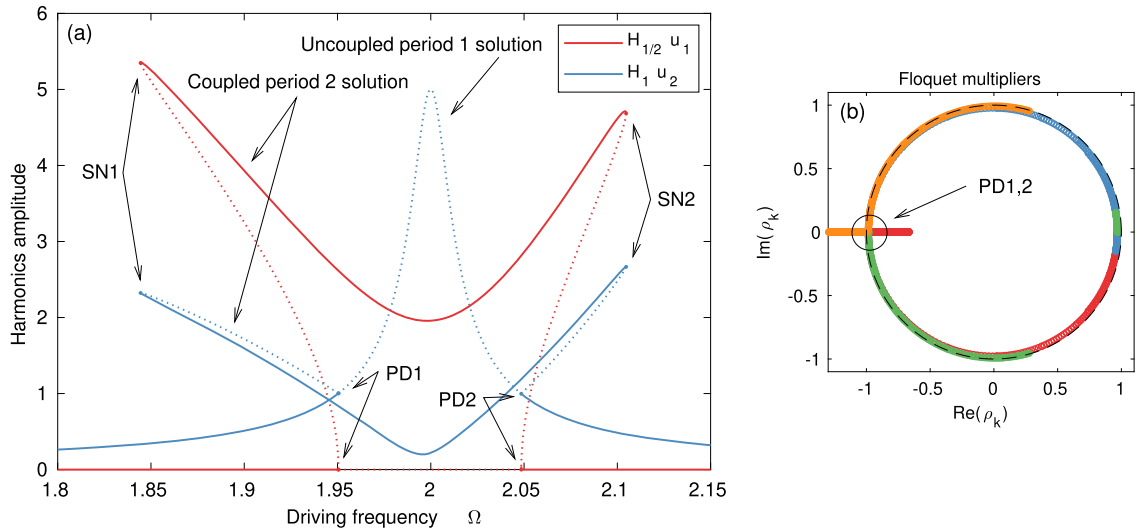 (a)
Uncoupled period 1 solution
Coupled period 2 solution
H1/2 u1
H1 u2
SN1
SN2
PD1
PD2
Harmonics amplitude
6
5
4
3
2
1
0
1.8
1.85
1.9
1.95
2
2.05
2.1
2.15
Driving frequency Ω
Floquet multipliers
(b)
PD1,2
Im(ρk)
1
0.5
0
-0.5
-1
-1
-0.5
0
0.5
1
Re(ρk)